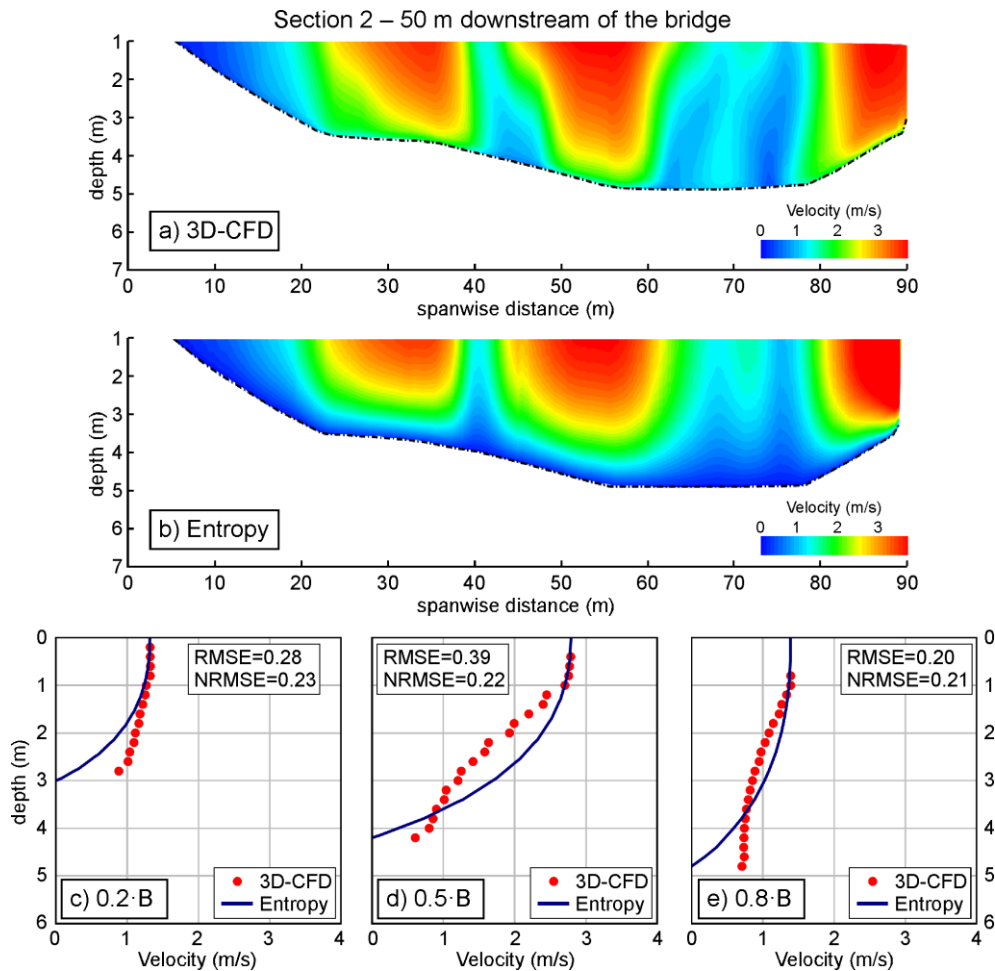 Section 2 – 50 m downstream of the bridge
1
2
3
4
5
6
7
depth (m)
a) 3D-CFD
Velocity (m/s)
0 1 2 3
0 10 20 30 40 50 60 70 80 90
spanwise distance (m)
1
2
3
4
5
6
7
depth (m)
b) Entropy
Velocity (m/s)
0 1 2 3
0 10 20 30 40 50 60 70 80 90
spanwise distance (m)
0
1
2
3
4
5
6
depth (m)
RMSE=0.28
NRMSE=0.23
c) 0.2·B
3D-CFD
Entropy
0 1 2 3 4
Velocity (m/s)
RMSE=0.39
NRMSE=0.22
d) 0.5·B
3D-CFD
Entropy
0 1 2 3 4
Velocity (m/s)
RMSE=0.20
NRMSE=0.21
e) 0.8·B
3D-CFD
Entropy
0 1 2 3 4
Velocity (m/s)
0
1
2
3
4
5
6